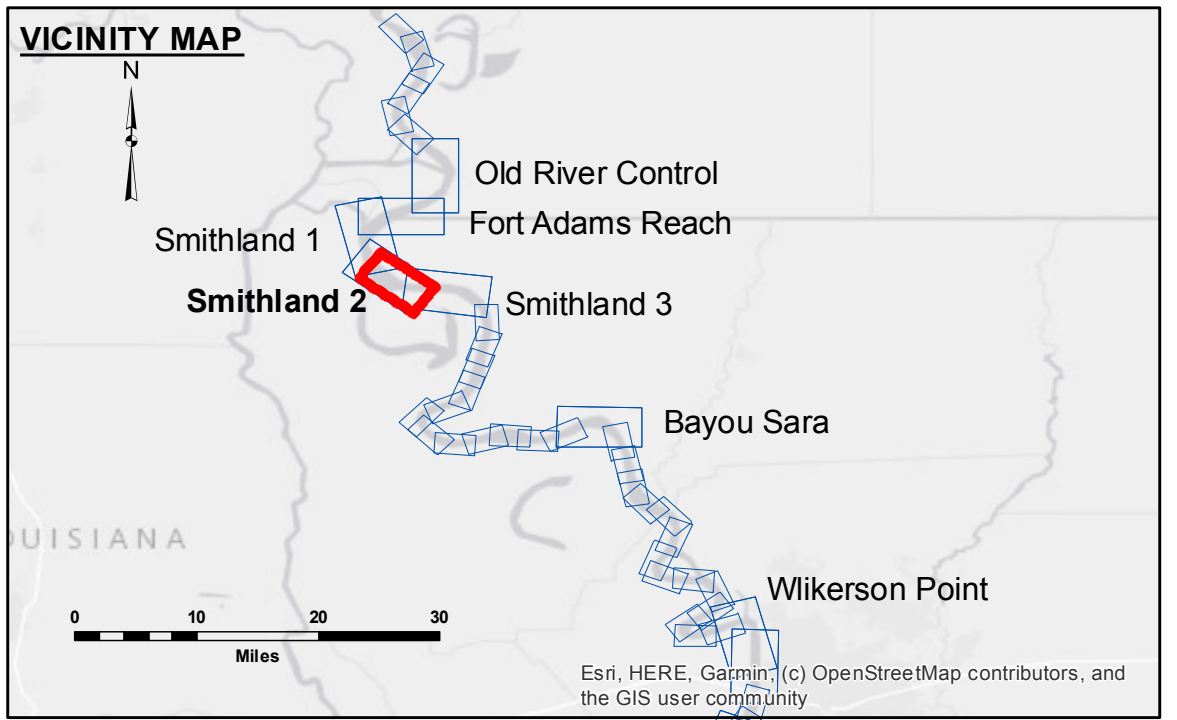 VICINITY MAP
N
Old River Control
Fort Adams Reach
Smithland 1
Smithland 2
Smithland 3
Bayou Sara
OUISIANA
Wlikerson Point
0 10 20 30
Miles
Esri, HERE, Garmin, (c) OpenStreetMap contributors, and
the GIS user community